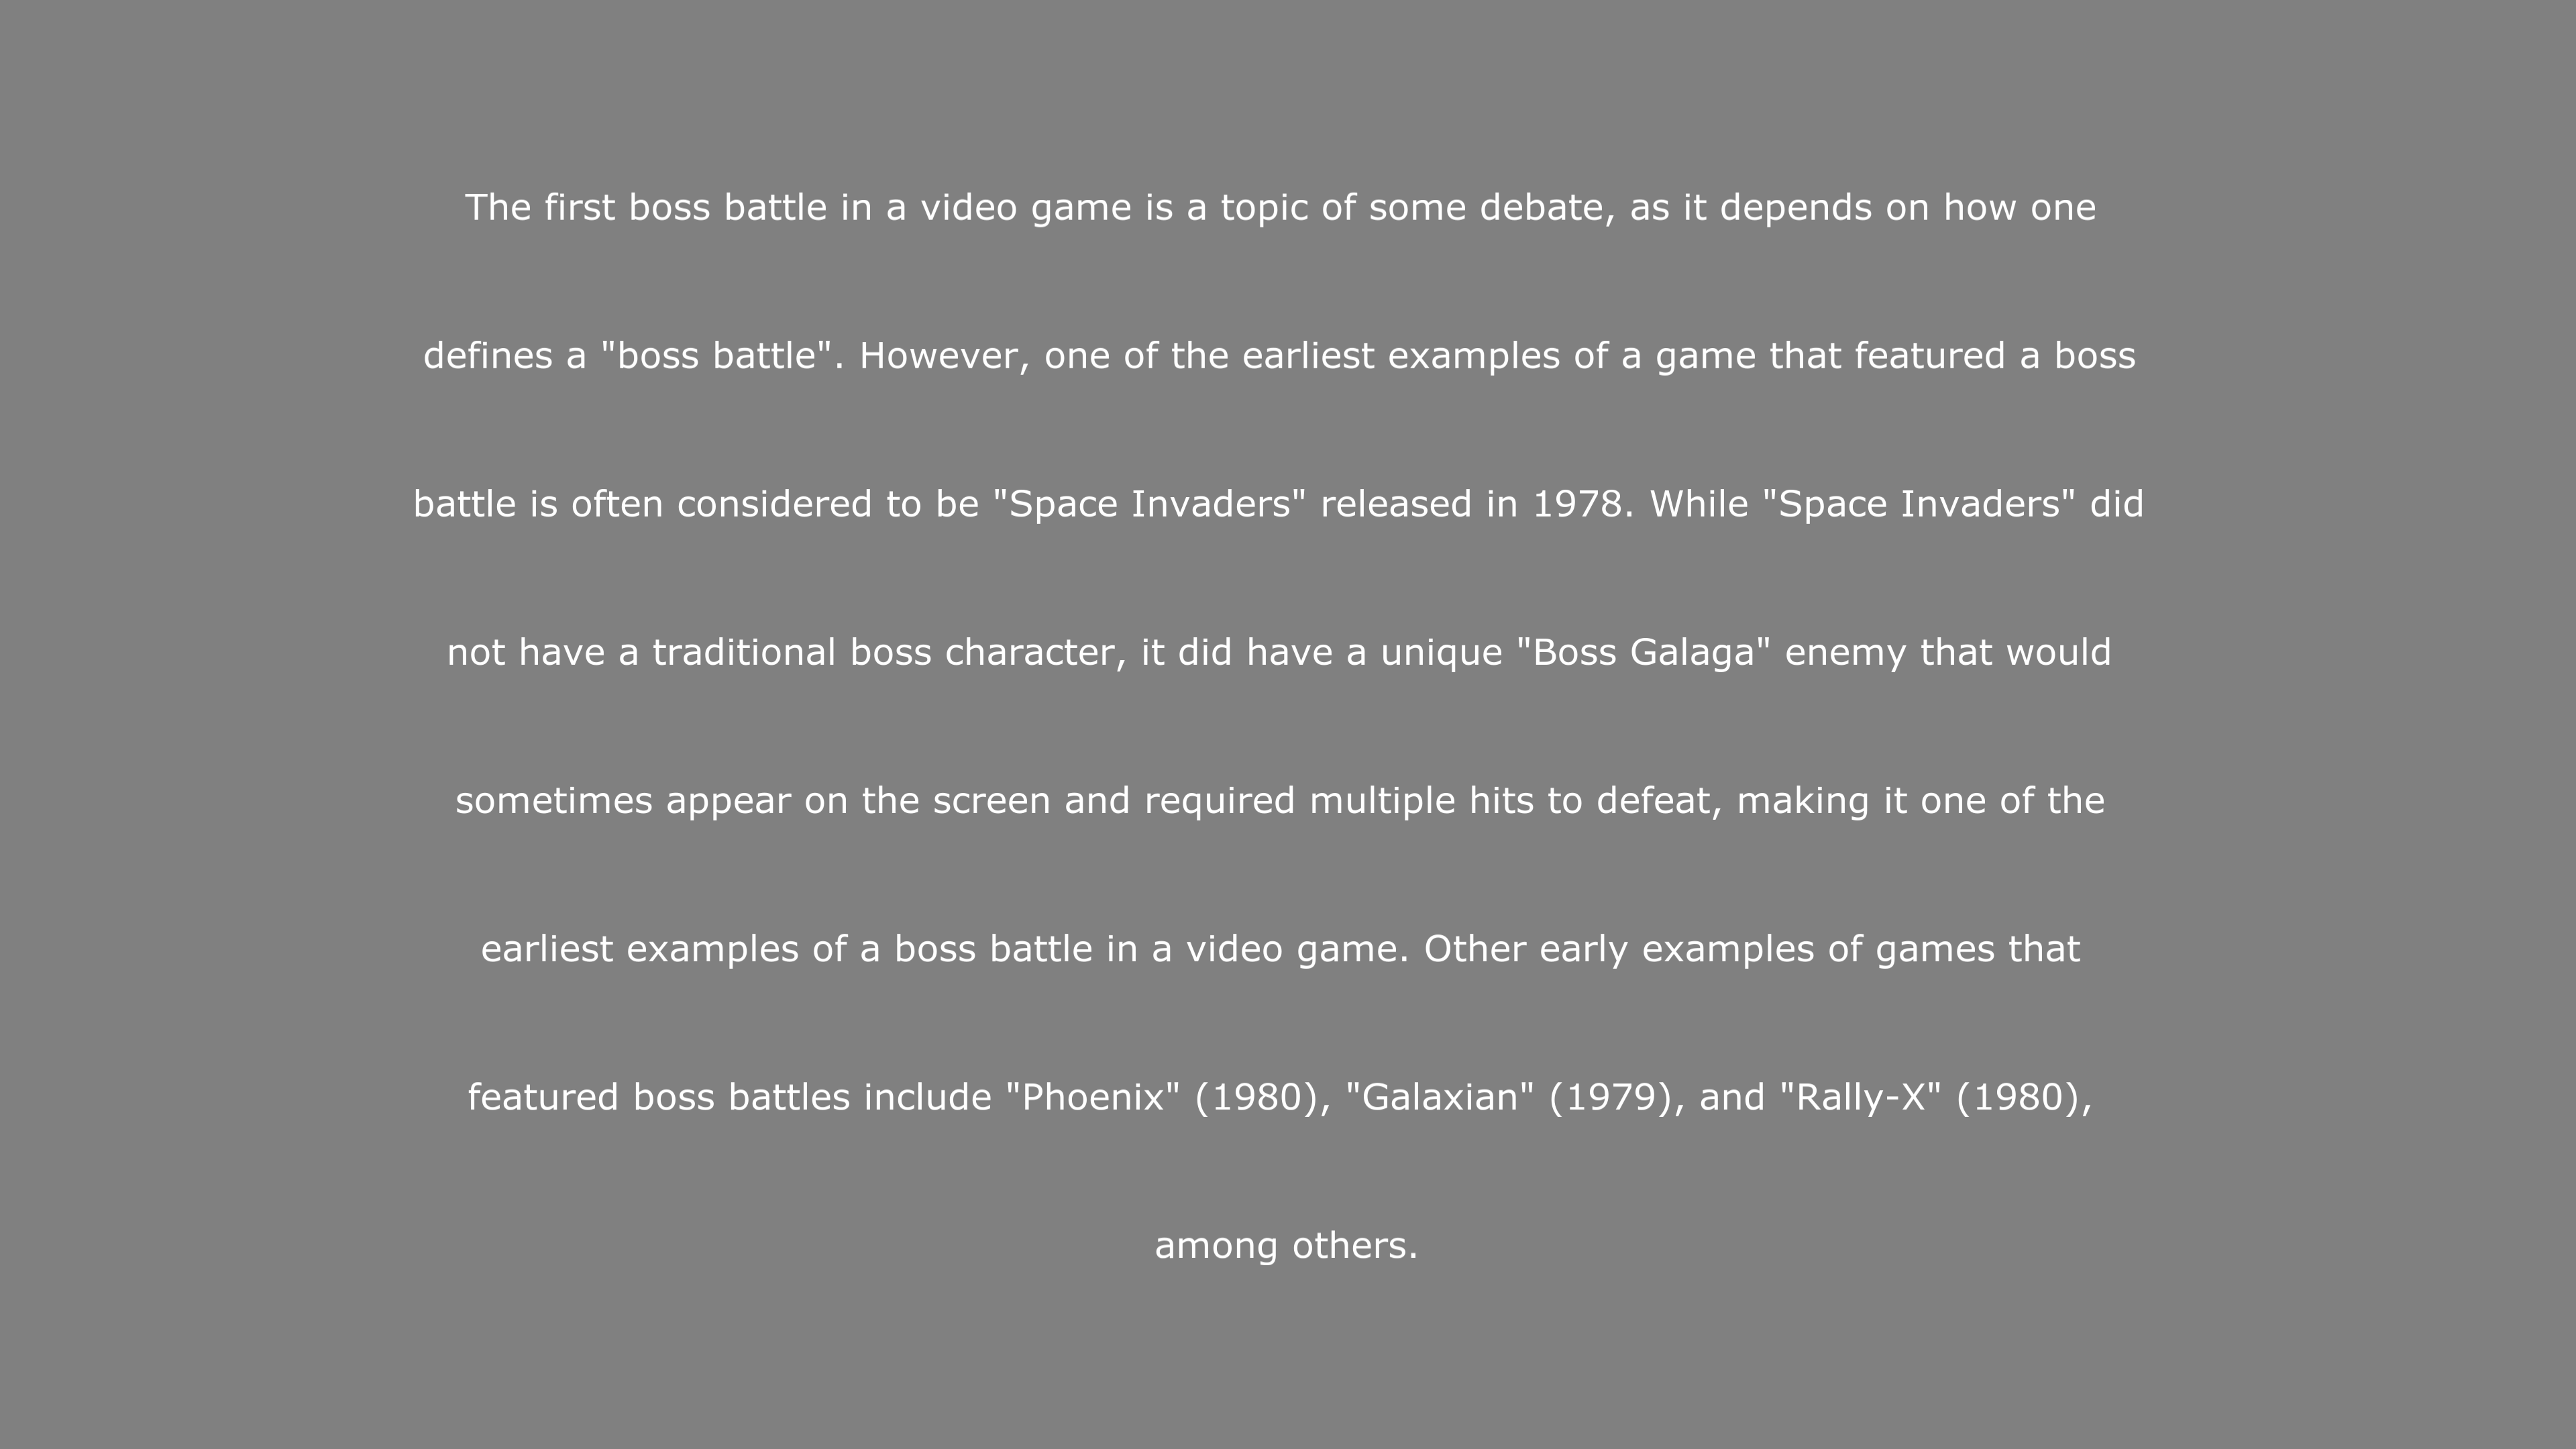 The first boss battle in a video game is a topic of some debate, as it depends on how one
defines a "boss battle". However, one of the earliest examples of a game that featured a boss
battle is often considered to be "Space Invaders" released in 1978. While "Space Invaders" did
not have a traditional boss character, it did have a unique "Boss Galaga" enemy that would
sometimes appear on the screen and required multiple hits to defeat, making it one of the
earliest examples of a boss battle in a video game. Other early examples of games that
featured boss battles include "Phoenix" (1980), "Galaxian" (1979), and "Rally-X" (1980),
among others.